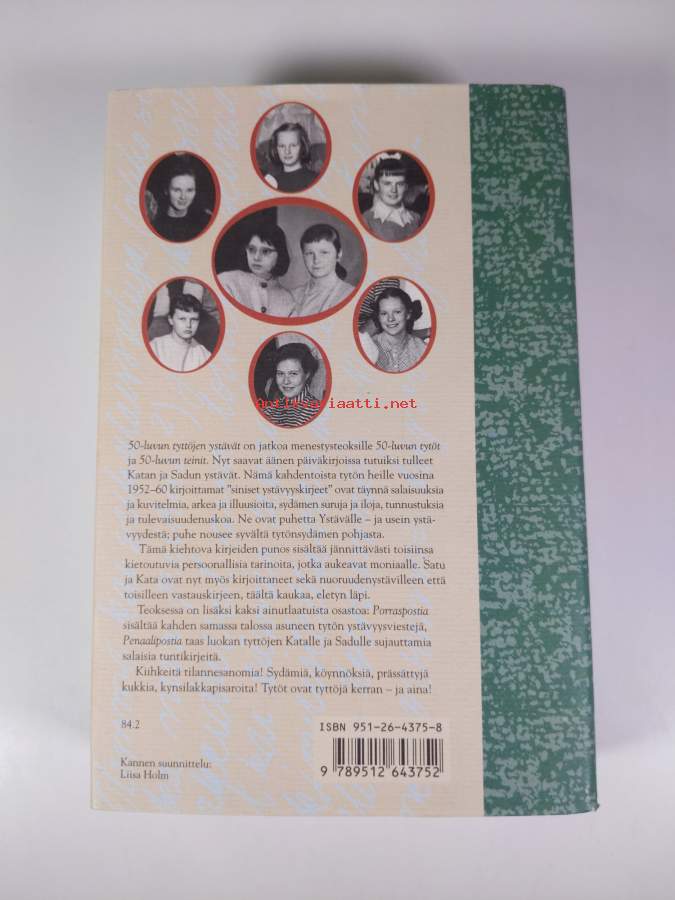 Antikvariaatti.net
50-luvun tyttöjen ystävät on jatkoa menestysteoksille 50-luvun tytöt
ja 50-luvun teinit. Nyt saavat äänen päiväkirjoissa tutuiksi tulleet
Katan ja Sadun ystävät. Nämä kahdentoista tytön heille vuosina
1952–60 kirjoittamat "siniset ystävyyskirjeet" ovat täynnä salaisuuksia
ja kuvitelmia, arkea ja illuusioita, sydämen suruja ja iloja, tunnustuksia
ja tulevaisuudenuskoa. Ne ovat puhetta Ystävälle – ja usein ystä-
vyydestä; puhe nousee syvältä tytönsydämen pohjasta.
Tämä kiehtova kirjeiden punos sisältää jännittävästi toisiinsa
kietoutuvia persoonallisia tarinoita, jotka aukeavat moniaalle. Satu
ja Kata ovat nyt myös kirjoittaneet sekä nuoruudenystävilleen että
toisilleen vastauskirjeen, täältä kaukaa, eletyn läpi.
Teoksessa on lisäksi kaksi ainutlaatuista osastoa: Porraspostia
sisältää kahden samassa talossa asuneen tytön ystävyysviestejä,
Penaalipostia taas luokan tyttöjen Katalle ja Sadulle sujauttamia
salaisia tuntikirjeitä.
Kiihkeitä tilannesanomia! Sydämiä, köynnöksiä, prässättyjä
kukkia, kynsilakkapisaroita! Tytöt ovat tyttöjä kerran – ja aina!
84.2
ISBN 951-26-4375-8
Kannen suunnittelu:
Liisa Holm
9 789512 643752